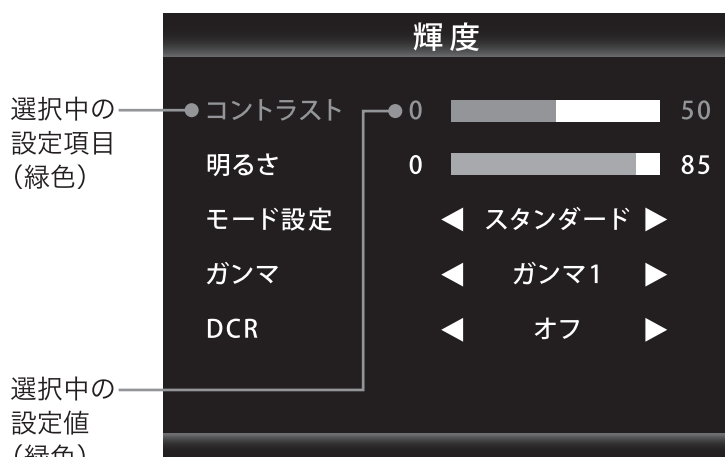 輝度
選択中の
設定項目
(緑色)
コントラスト 0 50
明るさ 0 85
モード設定 スタンダード
ガンマ ガンマ1
DCR オフ
選択中の
設定値
(緑色)